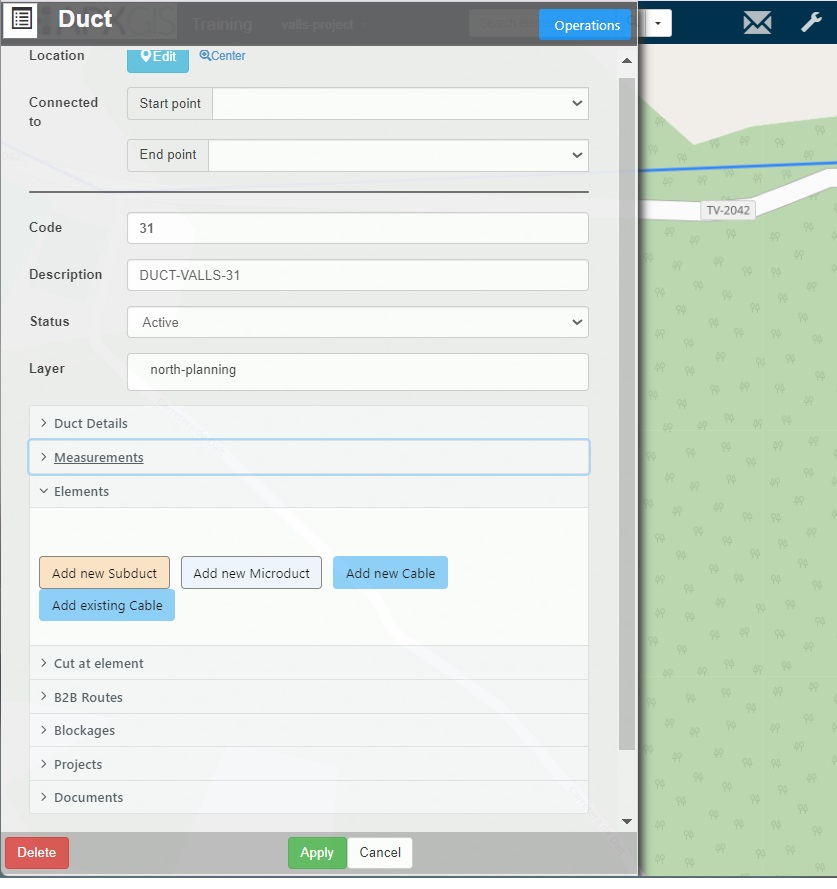 Duct
APKGIS Training valls-project
Operations
Location
Edit
Center
Connected
to
Start point
End point
Code
31
Description
DUCT-VALLS-31
Status
Active
Layer
north-planning
Duct Details
Measurements
Elements
Add new Subduct
Add new Microduct
Add new Cable
Add existing Cable
Cut at element
B2B Routes
Blockages
Projects
Documents
Delete
Apply
Cancel
TV-2042